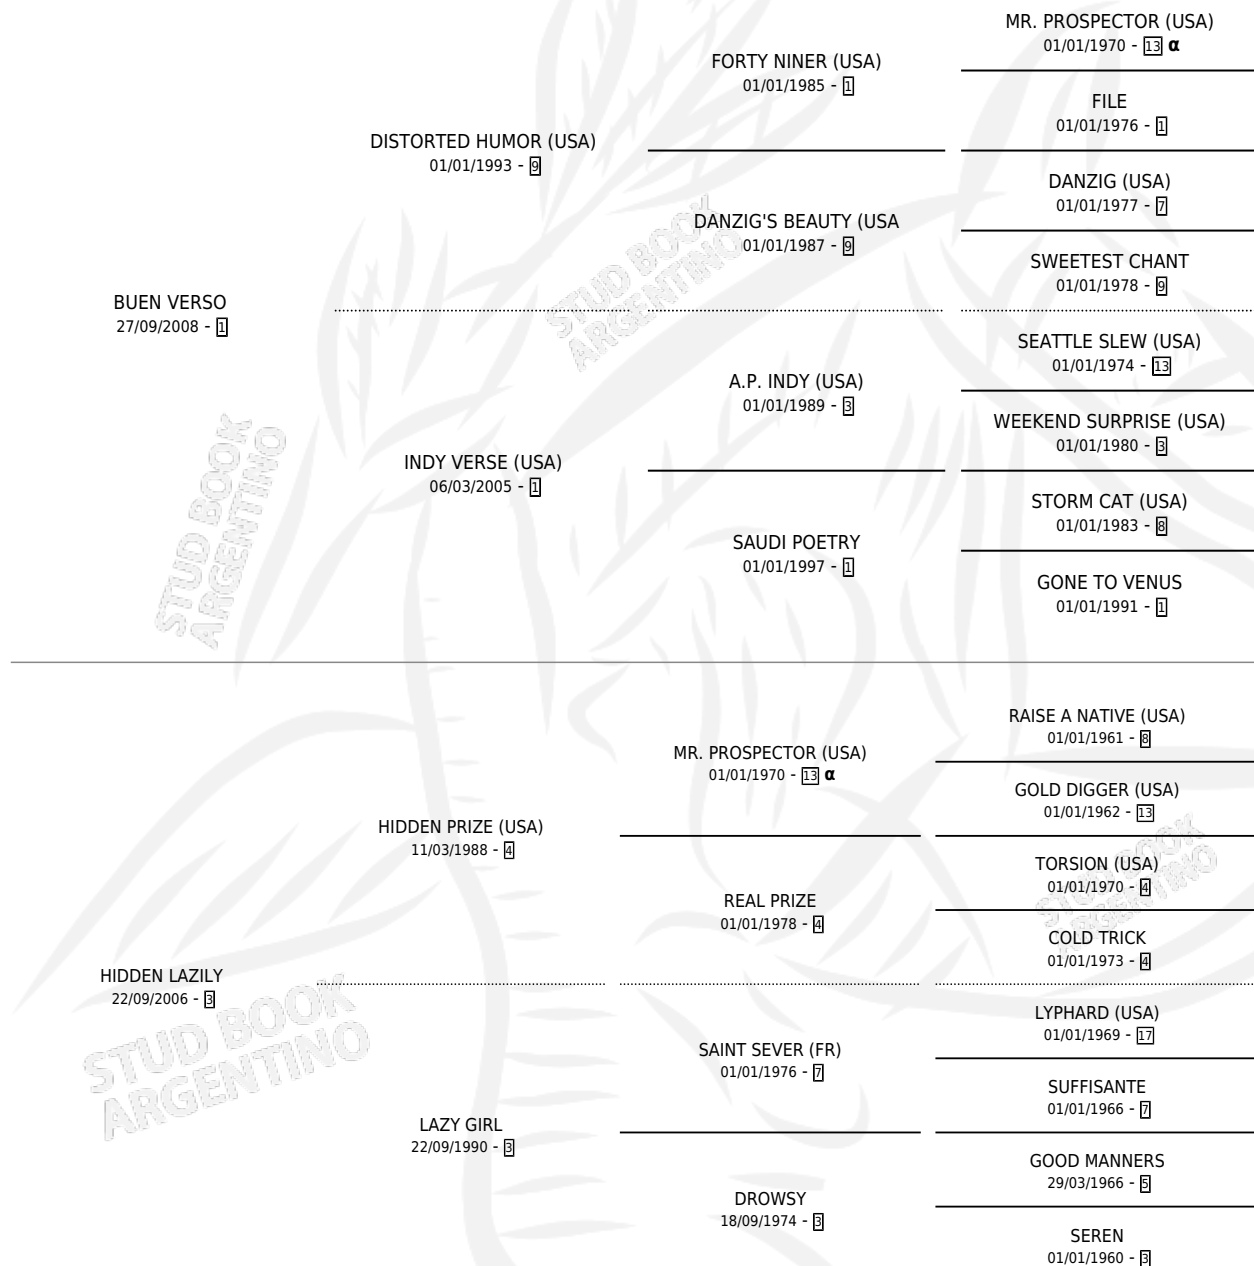 MR. PROSPECTOR (USA)
01/01/1970 - 13 α
FORTY NINER (USA)
01/01/1985 - 1
FILE
01/01/1976 - 1
DISTORTED HUMOR (USA)
01/01/1993 - 9
DANZIG (USA)
01/01/1977 - 7
DANZIG'S BEAUTY (USA
01/01/1987 - 9
SWEETEST CHANT
01/01/1978 - 9
BUEN VERSO
27/09/2008 - 1
SEATTLE SLEW (USA)
01/01/1974 - 13
A.P. INDY (USA)
01/01/1989 - 3
WEEKEND SURPRISE (USA)
01/01/1980 - 3
INDY VERSE (USA)
06/03/2005 - 1
STORM CAT (USA)
01/01/1983 - 8
SAUDI POETRY
01/01/1997 - 1
GONE TO VENUS
01/01/1991 - 1
RAISE A NATIVE (USA)
01/01/1961 - 8
MR. PROSPECTOR (USA)
01/01/1970 - 13 α
GOLD DIGGER (USA)
01/01/1962 - 13
HIDDEN PRIZE (USA)
11/03/1988 - 4
TORSION (USA)
01/01/1970 - 4
REAL PRIZE
01/01/1978 - 4
COLD TRICK
01/01/1973 - 4
HIDDEN LAZILY
22/09/2006 - 3
LYPHARD (USA)
01/01/1969 - 17
SAINT SEVER (FR)
01/01/1976 - 7
SUFFISANTE
01/01/1966 - 7
LAZY GIRL
22/09/1990 - 3
GOOD MANNERS
29/03/1966 - 5
DROWSY
18/09/1974 - 3
SEREN
01/01/1960 - 3
STUD BOOK
ARGENTINO
STUD BOOK
ARGENTINO
STUD BOOK
ARGENTINO
STUD BOOK
ARGENTINO